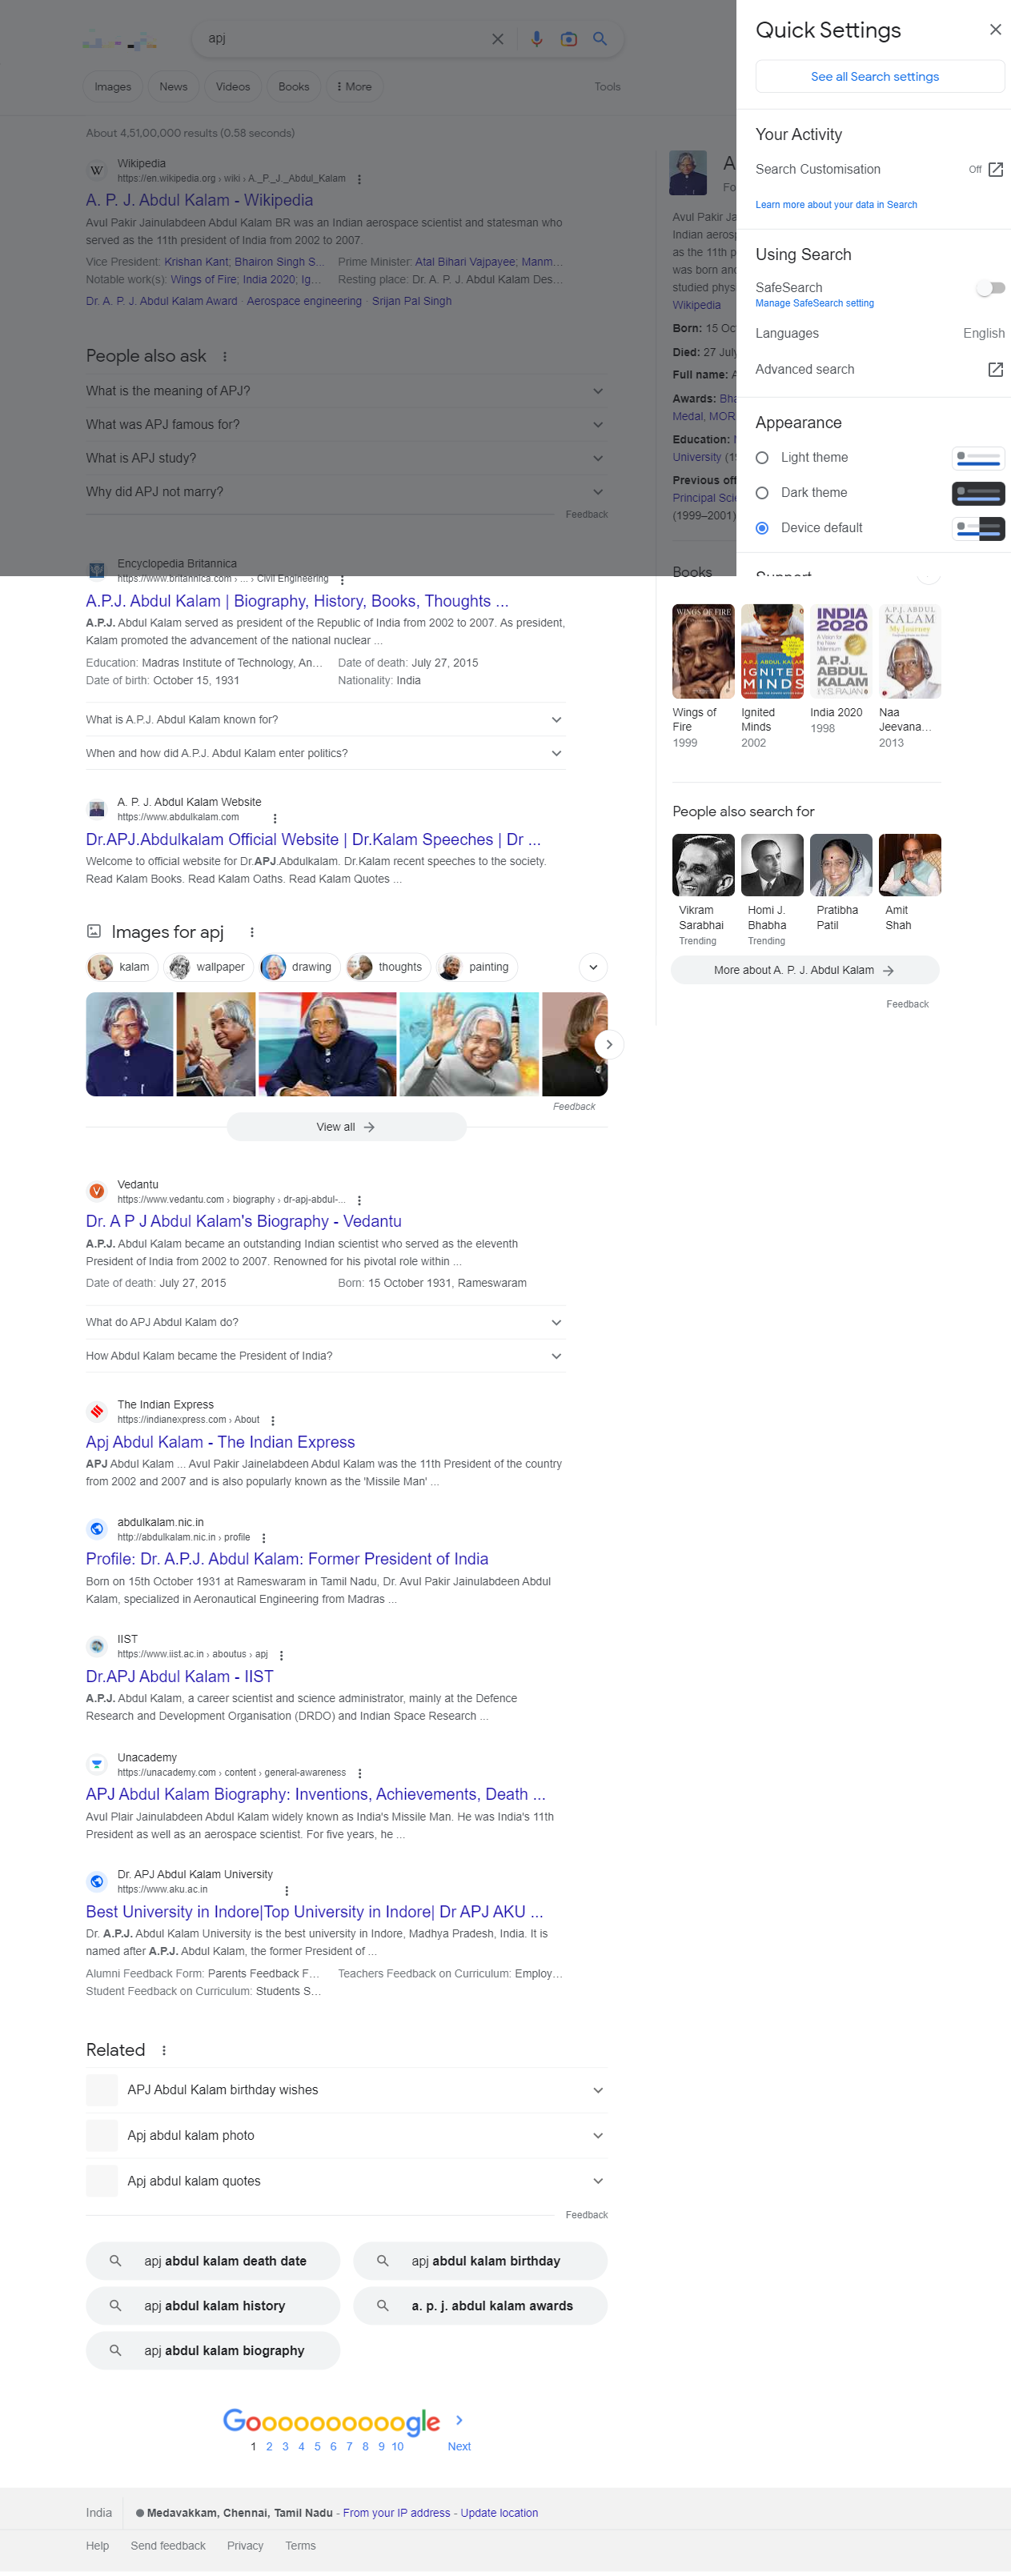 apj
Images
News
Videos
Books
More
Tools
About 4,51,00,000 results (0.58 seconds)
W
Wikipedia
https://en.wikipedia.org › wiki › A._P._J._Abdul_Kalam
A. P. J. Abdul Kalam - Wikipedia
Avul Pakir Jainulabdeen Abdul Kalam BR was an Indian aerospace scientist and statesman who
served as the 11th president of India from 2002 to 2007.
Vice President: Krishan Kant; Bhairon Singh S...
Prime Minister: Atal Bihari Vajpayee; Manm...
Notable work(s): Wings of Fire; India 2020; Ig...
Resting place: Dr. A. P. J. Abdul Kalam Des...
Dr. A. P. J. Abdul Kalam Award · Aerospace engineering · Srijan Pal Singh
People also ask
What is the meaning of APJ?
What was APJ famous for?
What is APJ study?
Why did APJ not marry?
Feedback
Encyclopedia Britannica
https://www.britannica.com › ... › Civil Engineering
A.P.J. Abdul Kalam | Biography, History, Books, Thoughts ...
A.P.J. Abdul Kalam served as president of the Republic of India from 2002 to 2007. As president,
Kalam promoted the advancement of the national nuclear ...
Education: Madras Institute of Technology, An...
Date of death: July 27, 2015
Date of birth: October 15, 1931
Nationality: India
What is A.P.J. Abdul Kalam known for?
When and how did A.P.J. Abdul Kalam enter politics?
A. P. J. Abdul Kalam Website
https://www.abdulkalam.com
Dr.APJ.Abdulkalam Official Website | Dr.Kalam Speeches | Dr ...
Welcome to official website for Dr.APJ.Abdulkalam. Dr.Kalam recent speeches to the society.
Read Kalam Books. Read Kalam Oaths. Read Kalam Quotes ...
Images for apj
kalam
wallpaper
drawing
thoughts
painting
Feedback
View all
Vedantu
https://www.vedantu.com › biography › dr-apj-abdul-...
Dr. A P J Abdul Kalam's Biography - Vedantu
A.P.J. Abdul Kalam became an outstanding Indian scientist who served as the eleventh
President of India from 2002 to 2007. Renowned for his pivotal role within ...
Date of death: July 27, 2015
Born: 15 October 1931, Rameswaram
What do APJ Abdul Kalam do?
How Abdul Kalam became the President of India?
The Indian Express
https://indianexpress.com › About
Apj Abdul Kalam - The Indian Express
APJ Abdul Kalam ... Avul Pakir Jainelabdeen Abdul Kalam was the 11th President of the country
from 2002 and 2007 and is also popularly known as the 'Missile Man' ...
abdulkalam.nic.in
http://abdulkalam.nic.in › profile
Profile: Dr. A.P.J. Abdul Kalam: Former President of India
Born on 15th October 1931 at Rameswaram in Tamil Nadu, Dr. Avul Pakir Jainulabdeen Abdul
Kalam, specialized in Aeronautical Engineering from Madras ...
IIST
https://www.iist.ac.in › aboutus › apj
Dr.APJ Abdul Kalam - IIST
A.P.J. Abdul Kalam, a career scientist and science administrator, mainly at the Defence
Research and Development Organisation (DRDO) and Indian Space Research ...
Unacademy
https://unacademy.com › content › general-awareness
APJ Abdul Kalam Biography: Inventions, Achievements, Death ...
Avul Plair Jainulabdeen Abdul Kalam widely known as India's Missile Man. He was India's 11th
President as well as an aerospace scientist. For five years, he ...
Dr. APJ Abdul Kalam University
https://www.aku.ac.in
Best University in Indore|Top University in Indore| Dr APJ AKU ...
Dr. A.P.J. Abdul Kalam University is the best university in Indore, Madhya Pradesh, India. It is
named after A.P.J. Abdul Kalam, the former President of ...
Alumni Feedback Form: Parents Feedback F...
Teachers Feedback on Curriculum: Employ...
Student Feedback on Curriculum: Students S...
Related
APJ Abdul Kalam birthday wishes
Apj abdul kalam photo
Apj abdul kalam quotes
Feedback
apj abdul kalam death date
apj abdul kalam birthday
apj abdul kalam history
a. p. j. abdul kalam awards
apj abdul kalam biography
Goooooooooogle
1 2 3 4 5 6 7 8 9 10 Next
India
Medavakkam, Chennai, Tamil Nadu - From your IP address - Update location
Help
Send feedback
Privacy
Terms
A
Fo
Avul Pakir Ja
Indian aerosp
as the 11th p
was born and
studied phys
Wikipedia
Born: 15 Oc
Died: 27 July
Full name: A
Awards: Bha
Medal, MOR
Education:
University (1
Previous off
Principal Scie
(1999–2001)
Books
WINGS OF FIRE
A.P.J. ABDUL KALAM
IGNITED
MINDS
INDIA
2020
A.P.J.
ABDUL
KALAM
Y.S.RAJAN
A.P.J. ABDUL
KALAM
My Journey
Wings of
Fire
1999
Ignited
Minds
2002
India 2020
1998
Naa
Jeevana...
2013
People also search for
Vikram
Sarabhai
Trending
Homi J.
Bhabha
Trending
Pratibha
Patil
Amit
Shah
More about A. P. J. Abdul Kalam
Feedback
Quick Settings
See all Search settings
Your Activity
Search Customisation
Off
Learn more about your data in Search
Using Search
SafeSearch
Manage SafeSearch setting
Languages
English
Advanced search
Appearance
Light theme
Dark theme
Device default
Support